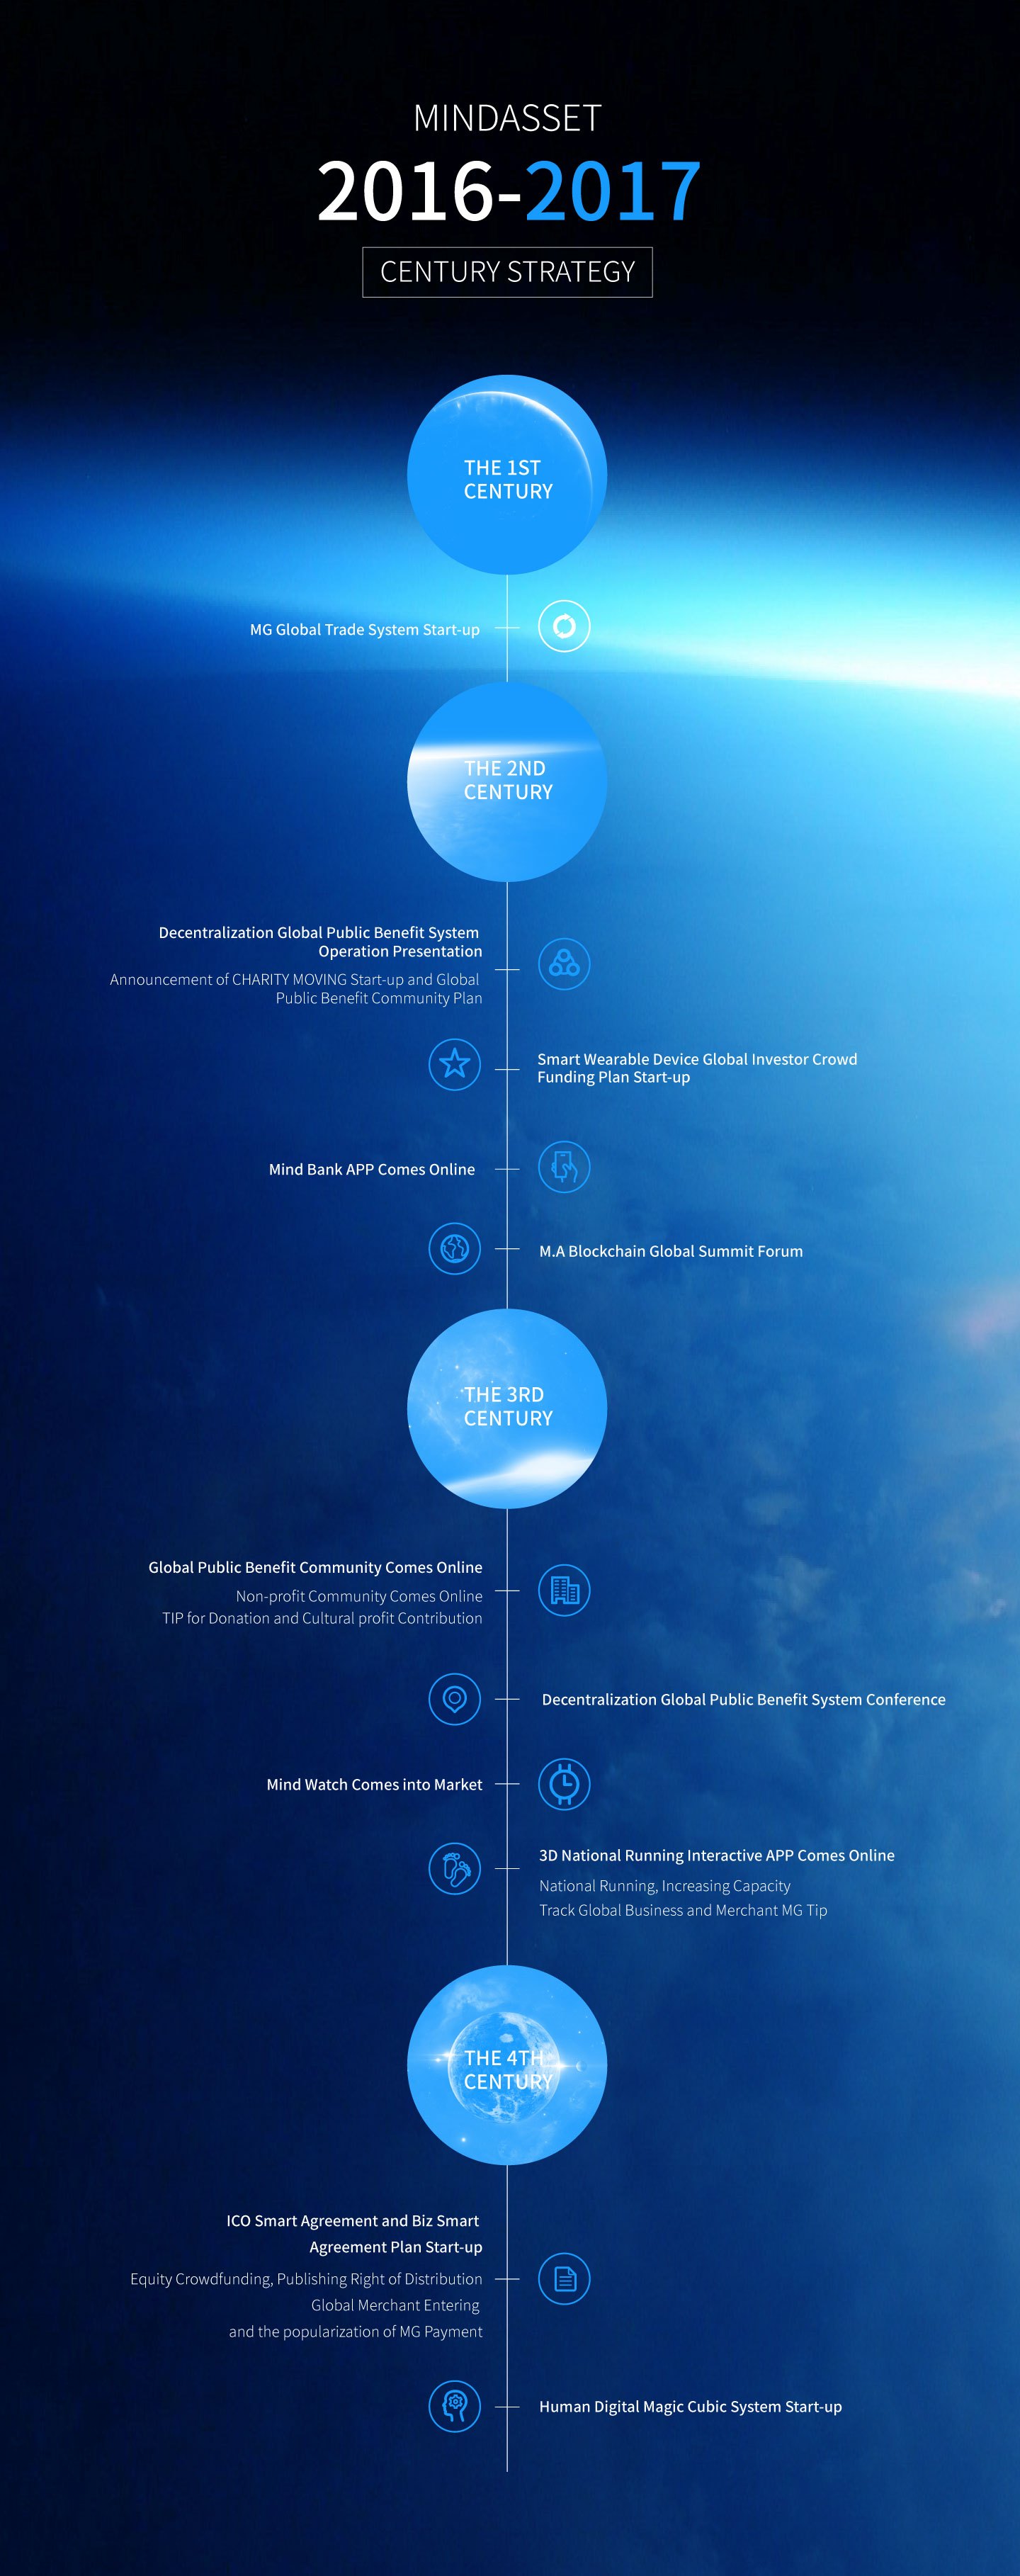 MINDASSET
2016-2017
CENTURY STRATEGY
THE 1ST
CENTURY
MG Global Trade System Start-up
THE 2ND
CENTURY
Decentralization Global Public Benefit System
Operation Presentation
Announcement of CHARITY MOVING Start-up and Global
Public Benefit Community Plan
Smart Wearable Device Global Investor Crowd
Funding Plan Start-up
Mind Bank APP Comes Online
M.A Blockchain Global Summit Forum
THE 3RD
CENTURY
Global Public Benefit Community Comes Online
Non-profit Community Comes Online
TIP for Donation and Cultural profit Contribution
Decentralization Global Public Benefit System Conference
Mind Watch Comes into Market
3D National Running Interactive APP Comes Online
National Running, Increasing Capacity
Track Global Business and Merchant MG Tip
THE 4TH
CENTURY
ICO Smart Agreement and Biz Smart
Agreement Plan Start-up
Equity Crowdfunding, Publishing Right of Distribution
Global Merchant Entering
and the popularization of MG Payment
Human Digital Magic Cubic System Start-up